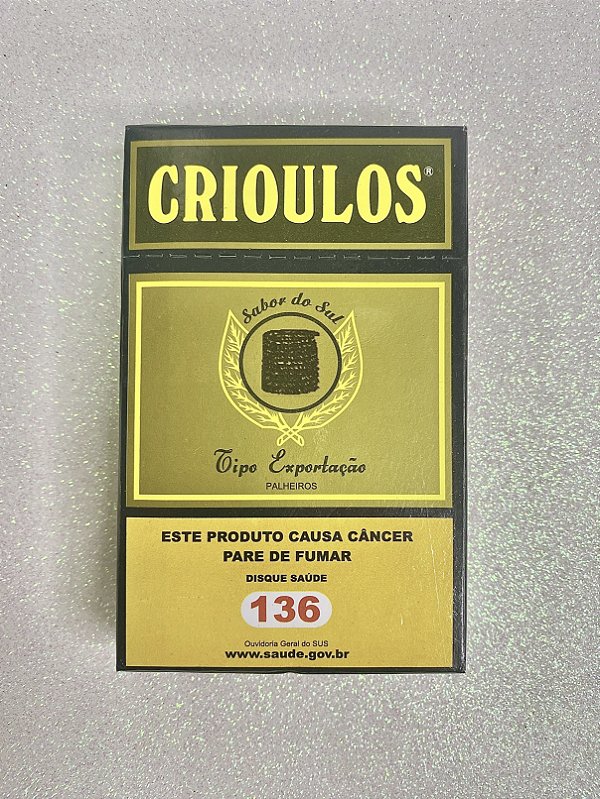 CRIOULOS®
Sabor do Sul
Tipo Exportação
PALHEIROS
ESTE PRODUTO CAUSA CÂNCER
PARE DE FUMAR
DISQUE SAÚDE
136
Ouvidoria Geral do SUS
www.saude.gov.br